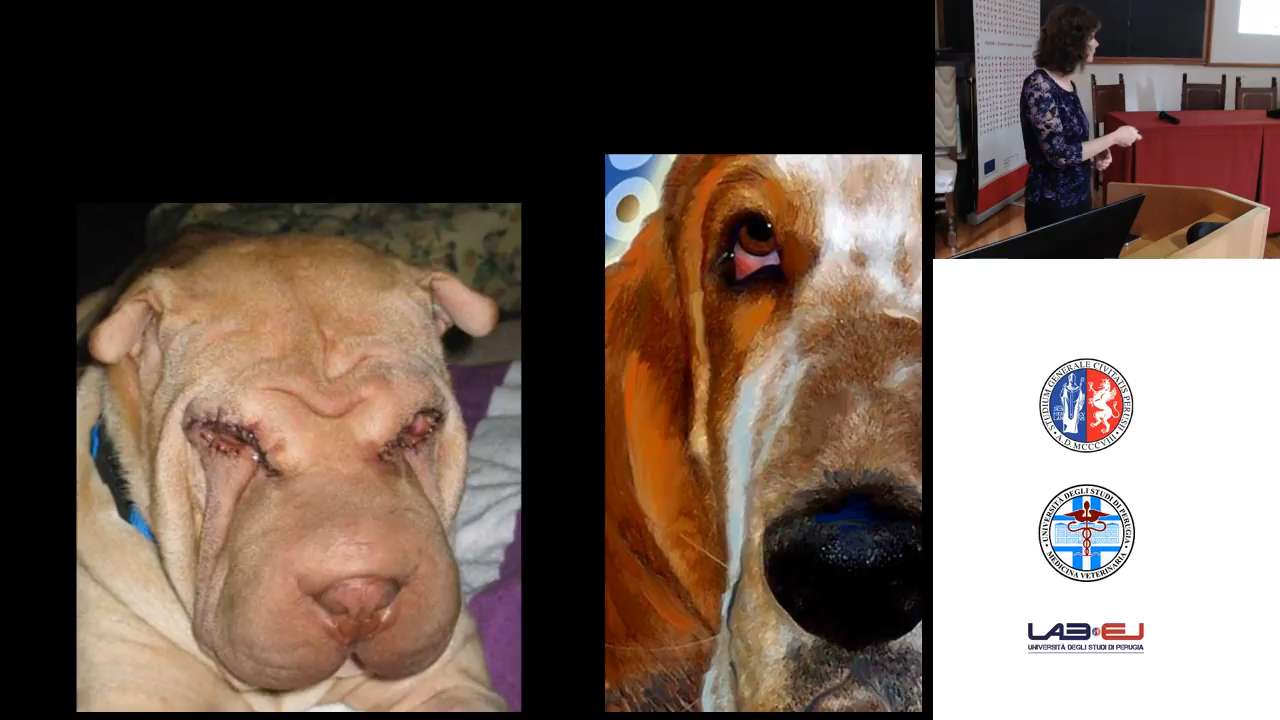 STUDIUM GENERALE CIVITATIS PERUSII
A.D. MCCCVIII
UNIVERSITÀ DEGLI STUDI DI PERUGIA
MEDICINA VETERINARIA
LAB EJ
UNIVERSITÀ DEGLI STUDI DI PERUGIA